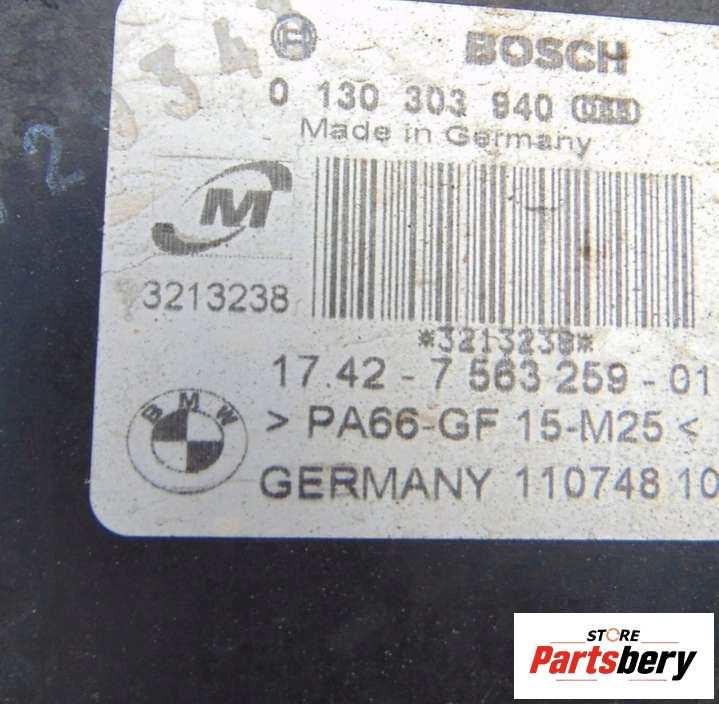 BOSCH
0 130 303 940
Made in Germany
M
3213238
*3213238*
17.42 - 7 563 259 - 01
BMW
> PA66-GF 15-M25 <
GERMANY 110748 10
STORE
Partsbery